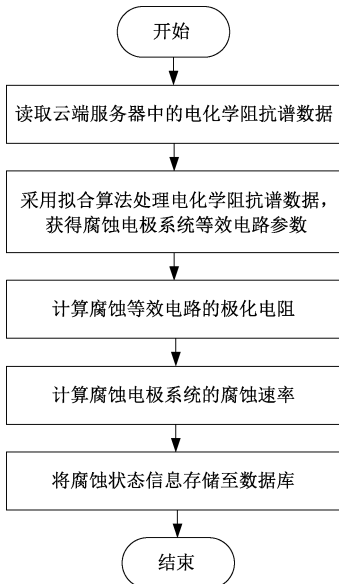 开始
读取云端服务器中的电化学阻抗谱数据
采用拟合算法处理电化学阻抗谱数据，
获得腐蚀电极系统等效电路参数
计算腐蚀等效电路的极化电阻
计算腐蚀电极系统的腐蚀速率
将腐蚀状态信息存储至数据库
结束